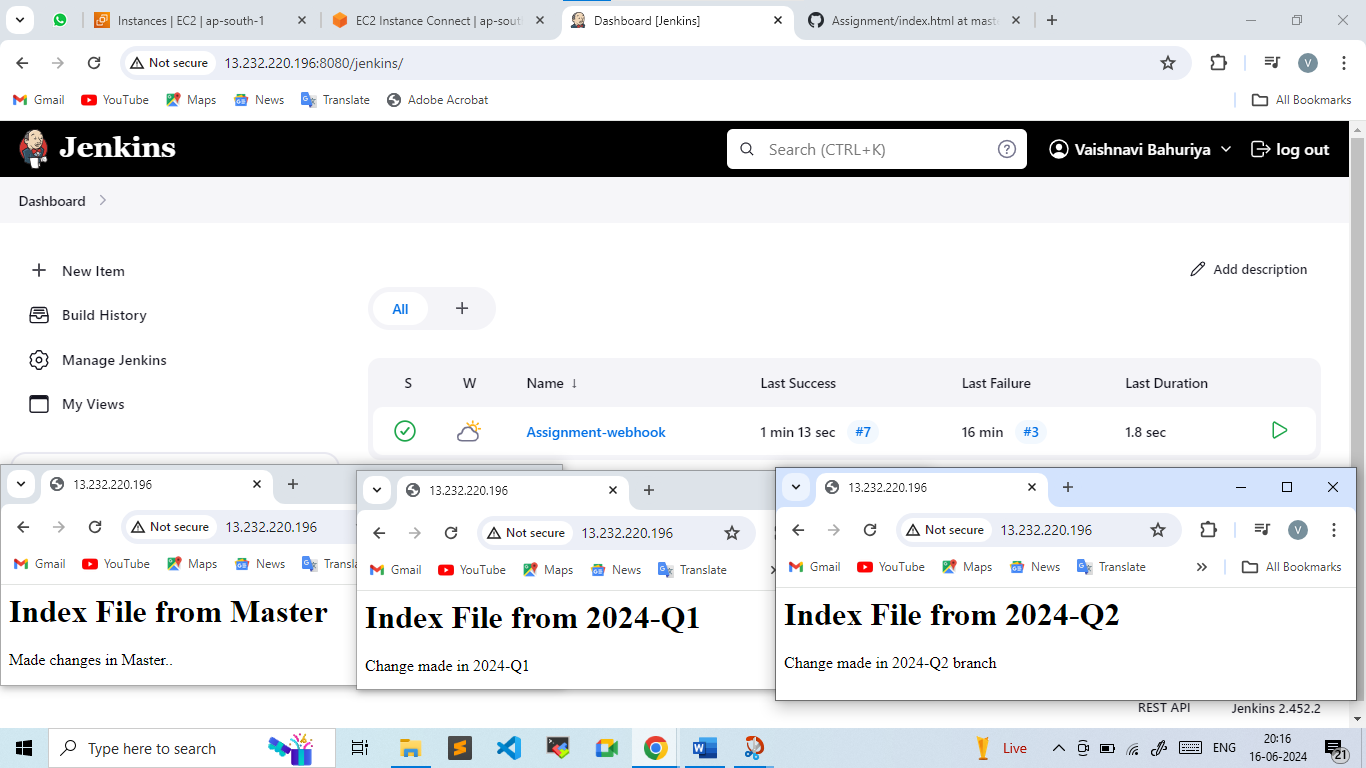 Instances | EC2 | ap-south-1
EC2 Instance Connect | ap-sout
Dashboard [Jenkins]
Assignment/index.html at mast
Not secure
13.232.220.196:8080/jenkins/
V
Gmail
YouTube
Maps
News
Translate
Adobe Acrobat
All Bookmarks
Jenkins
Search (CTRL+K)
Vaishnavi Bahuriya
log out
Dashboard
New Item
Build History
Manage Jenkins
My Views
Add description
All
S W Name ↓ Last Success Last Failure Last Duration
Assignment-webhook 1 min 13 sec #7 16 min #3 1.8 sec
13.232.220.196
Not secure 13.232.220.196
Gmail YouTube Maps News Transla
Index File from Master
Made changes in Master..
13.232.220.196
Not secure 13.232.220.196
Gmail YouTube Maps News Translate »
Index File from 2024-Q1
Change made in 2024-Q1
13.232.220.196
Not secure 13.232.220.196 V
Gmail YouTube Maps News Translate » All Bookmarks
Index File from 2024-Q2
Change made in 2024-Q2 branch
REST API Jenkins 2.452.2
Type here to search
Live
ENG
20:16
16-06-2024
21